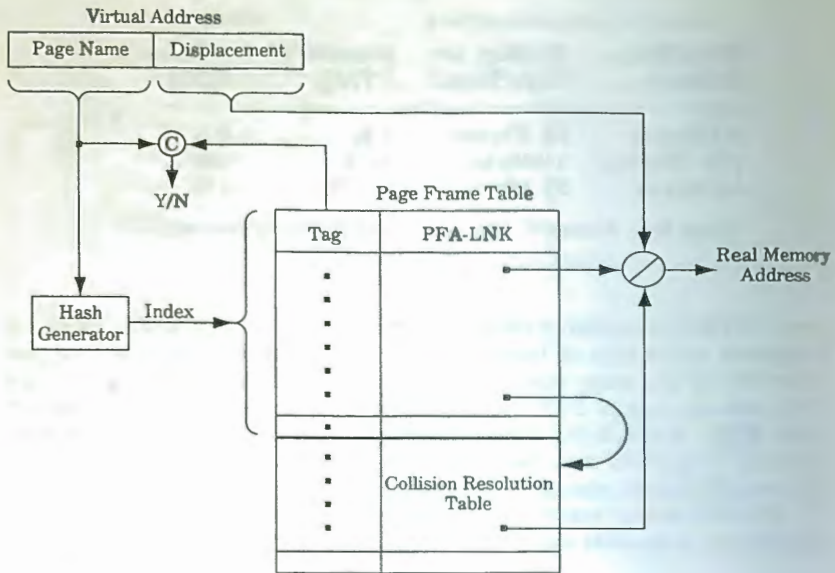 Virtual Address
Page Name
Displacement
C
Y/N
Page Frame Table
Tag
PFA-LNK
Real Memory
Address
Hash
Generator
Index
Collision Resolution
Table